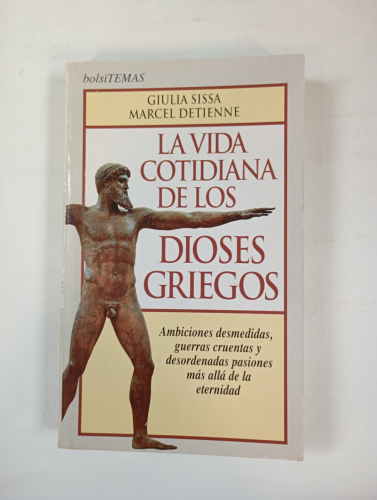 bolsiTEMAS
GIULIA SISSA
MARCEL DETIENNE
LA VIDA
COTIDIANA
DE LOS
DIOSES
GRIEGOS
Ambiciones desmedidas,
guerras cruentas y
desordenadas pasiones
más allá de la
eternidad